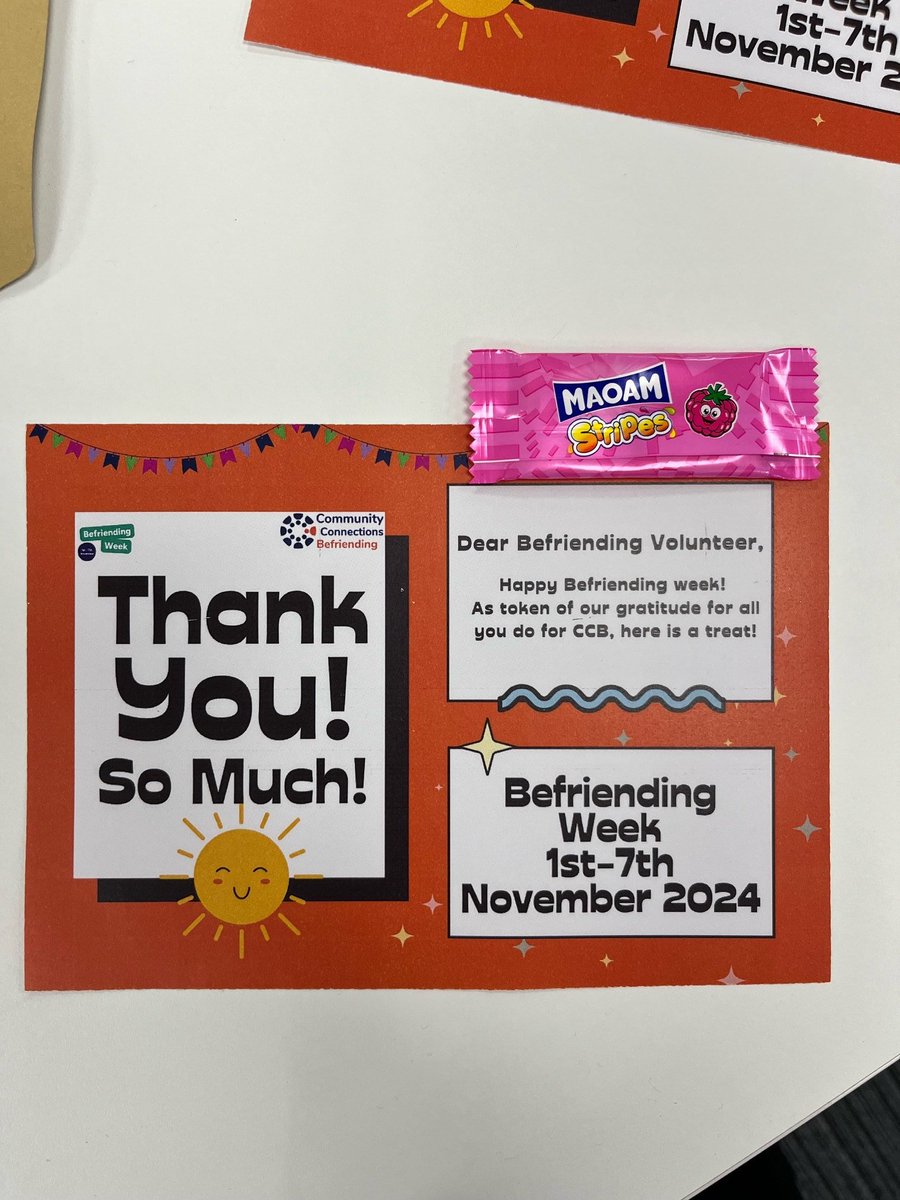 Week
1st-7th
November 2
MAOAM
Stripes
Befriending
Week
Community
Connections
Befriending
Thank
You!
So Much!
Dear Befriending Volunteer,
Happy Befriending week!
As token of our gratitude for all
you do for CCB, here is a treat!
Befriending
Week
1st-7th
November 2024